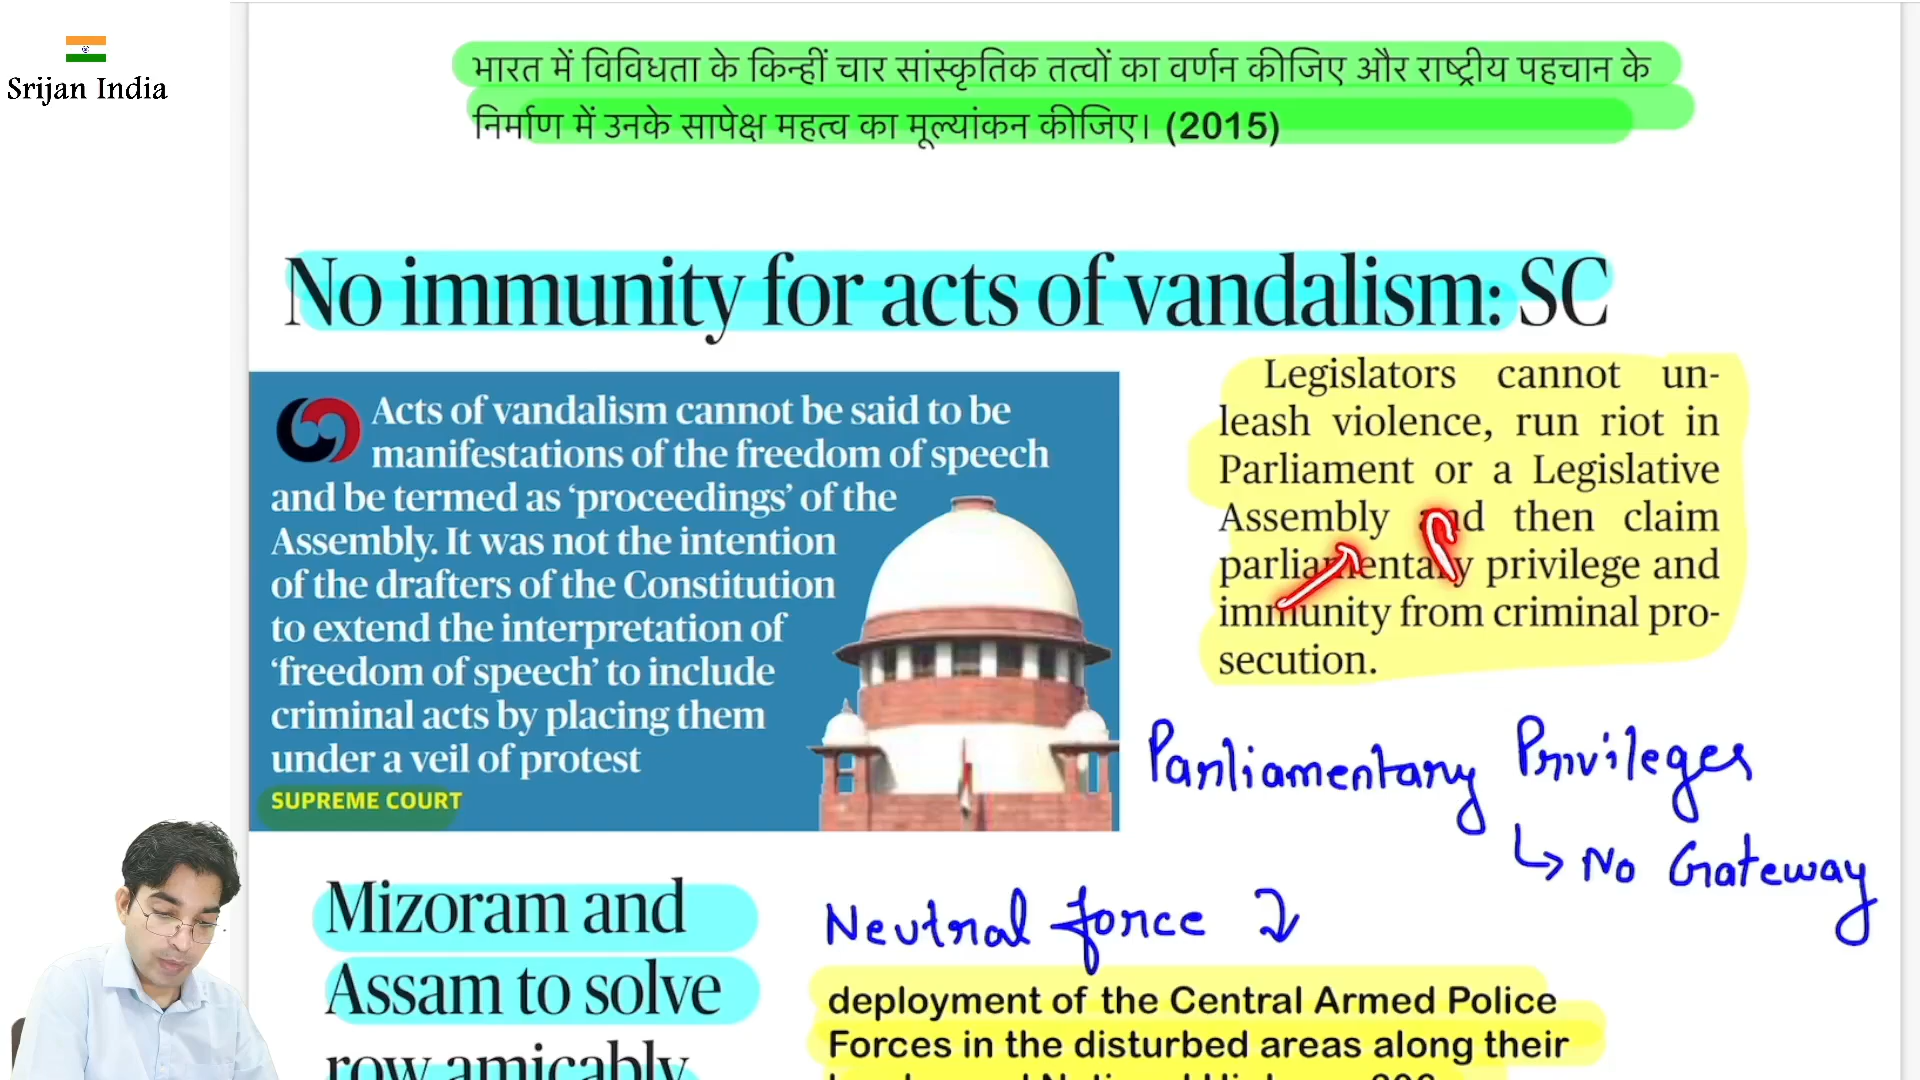 Srijan India
भारत में विविधता के किन्हीं चार सांस्कृतिक तत्वों का वर्णन कीजिए और राष्ट्रीय पहचान के
निर्माण में उनके सापेक्ष महत्व का मूल्यांकन कीजिए। (2015)
No immunity for acts of vandalism: SC
Acts of vandalism cannot be said to be
manifestations of the freedom of speech
and be termed as ‘proceedings’ of the
Assembly. It was not the intention
of the drafters of the Constitution
to extend the interpretation of
‘freedom of speech’ to include
criminal acts by placing them
under a veil of protest
SUPREME COURT
Legislators cannot un-
leash violence, run riot in
Parliament or a Legislative
Assembly and then claim
parliamentary privilege and
immunity from criminal pro-
secution.
Parliamentary Privileges
↳ No Gateway
Mizoram and
Assam to solve
row amicably
Neutral force
deployment of the Central Armed Police
Forces in the disturbed areas along their